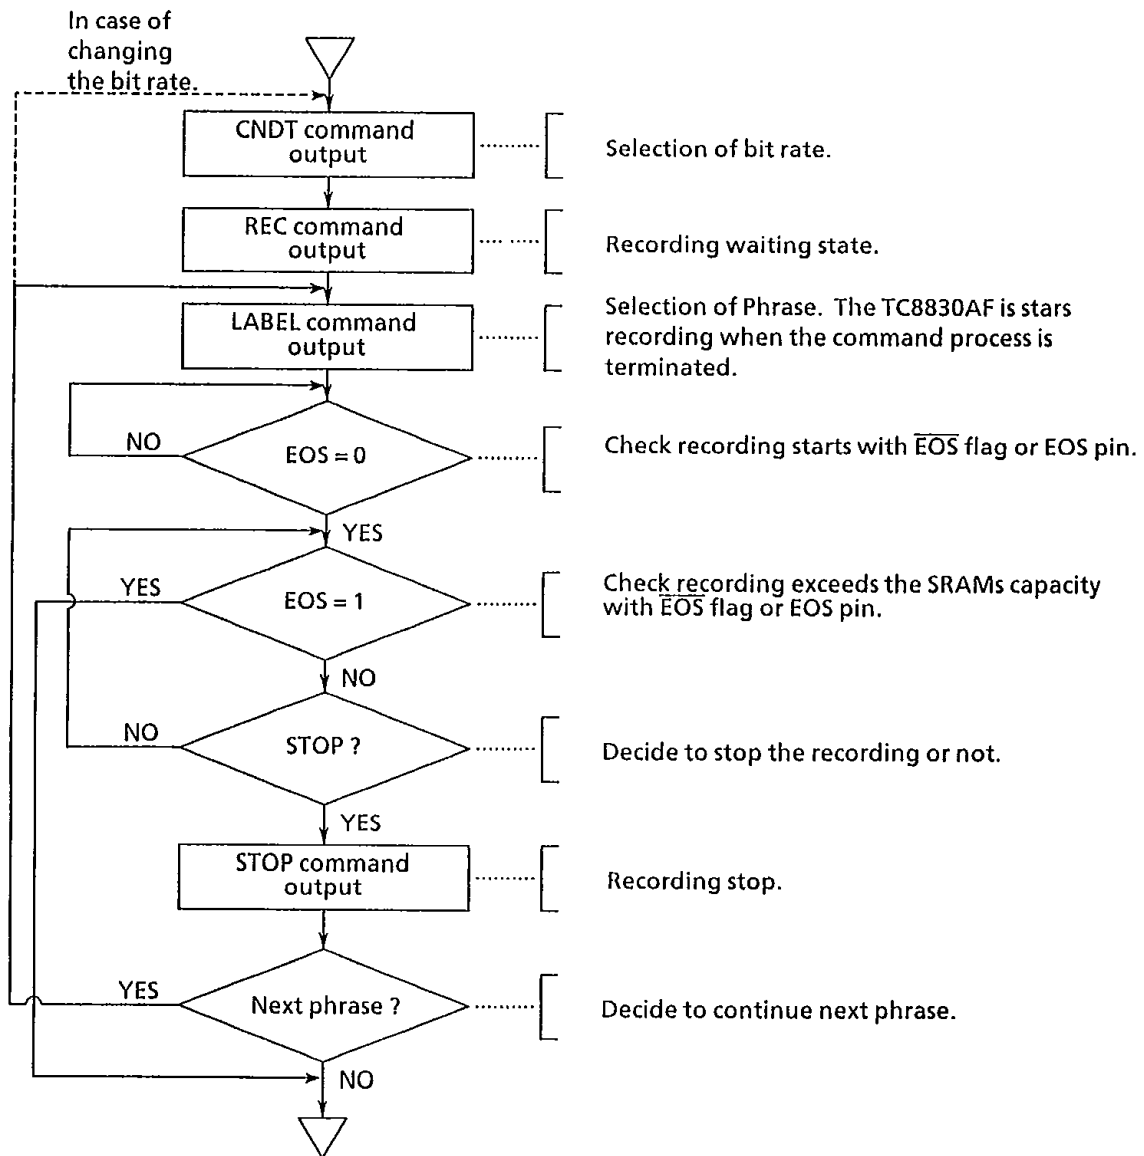 In case of
changing
the bit rate.
CNDT command
output
Selection of bit rate.
REC command
output
Recording waiting state.
LABEL command
output
Selection of Phrase. The TC8830AF is stars
recording when the command process is
terminated.
NO
EOS = 0
Check recording starts with E̅O̅S̅ flag or EOS pin.
YES
YES
EOS = 1
Check recording exceeds the SRAMs capacity
with E̅O̅S̅ flag or EOS pin.
NO
NO
STOP ?
Decide to stop the recording or not.
YES
STOP command
output
Recording stop.
YES
Next phrase ?
Decide to continue next phrase.
NO